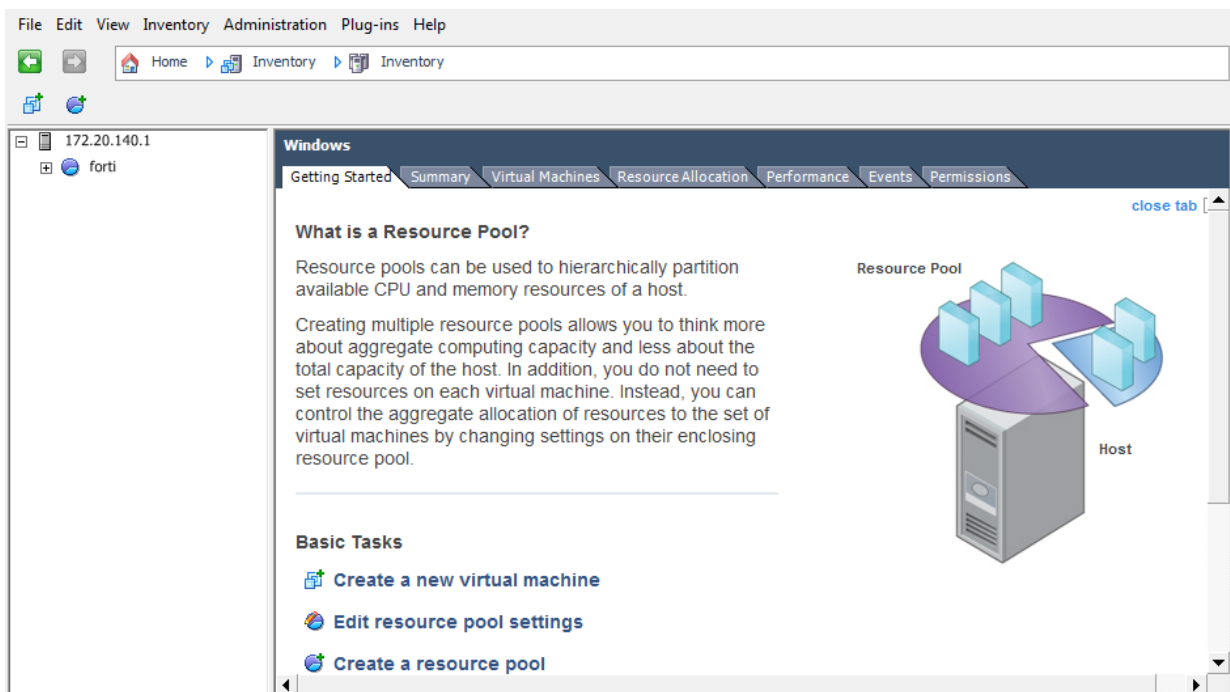 File Edit View Inventory Administration Plug-ins Help
Home Inventory Inventory
172.20.140.1
forti
Windows
Getting Started Summary Virtual Machines Resource Allocation Performance Events Permissions
close tab
What is a Resource Pool?
Resource pools can be used to hierarchically partition
available CPU and memory resources of a host.
Creating multiple resource pools allows you to think more
about aggregate computing capacity and less about the
total capacity of the host. In addition, you do not need to
set resources on each virtual machine. Instead, you can
control the aggregate allocation of resources to the set of
virtual machines by changing settings on their enclosing
resource pool.
Resource Pool
Host
Basic Tasks
Create a new virtual machine
Edit resource pool settings
Create a resource pool